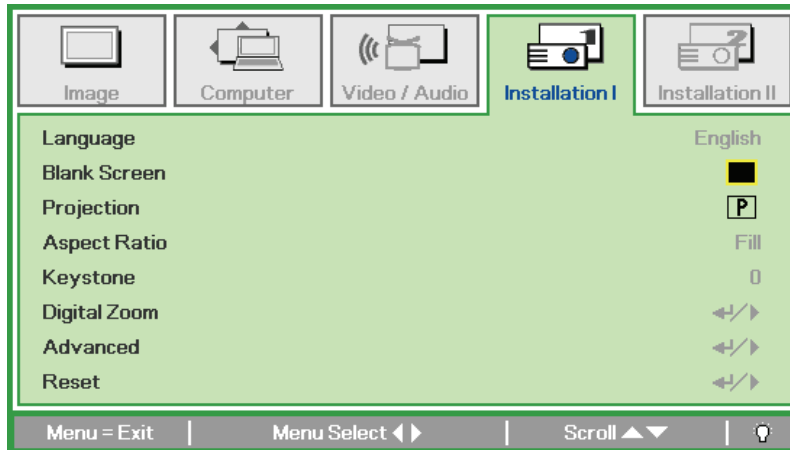 Image Computer Video / Audio Installation I Installation II
Language English
Blank Screen
Projection P
Aspect Ratio Fill
Keystone 0
Digital Zoom
Advanced
Reset
Menu = Exit Menu Select Scroll